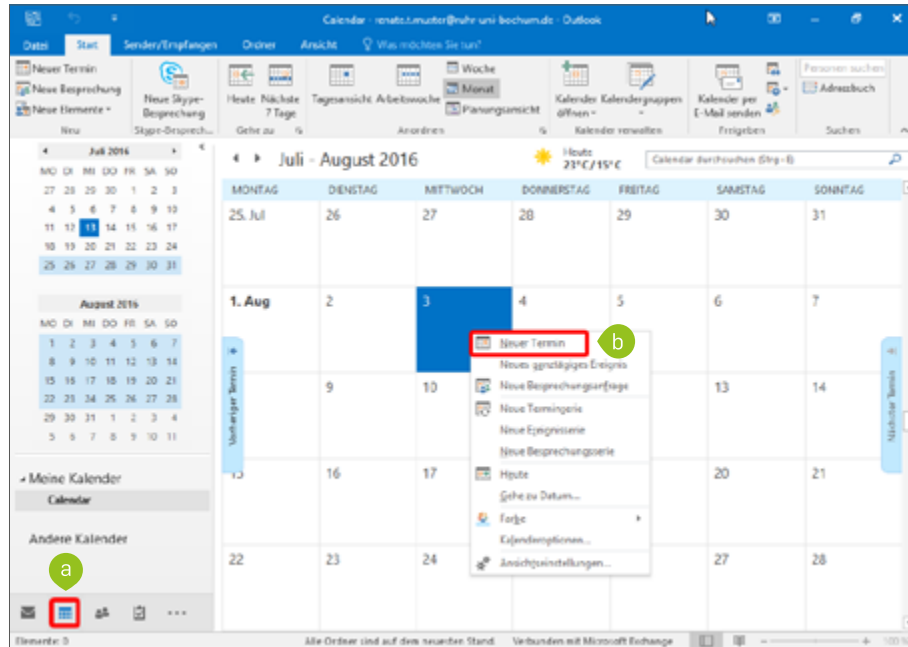 Calendar - renate.t.muster@ruhr-uni-bochum.de - Outlook
Datei Start Senden/Empfangen Ordner Ansicht Was möchten Sie tun?
Neuer Termin
Neue Besprechung
Neue Elemente
Neu
Neue Skype-
Besprechung
Skype-Besprech...
Heute Nächste
7 Tage
Gehe zu
Tagesansicht Arbeitswoche
Woche
Monat
Planungsansicht
Anordnen
Kalender Kalendergruppen
öffnen
Kalender verwalten
Kalender per
E-Mail senden
Freigeben
Personen suchen
Adressbuch
Suchen
Juli 2016
MO DI MI DO FR SA SO
27 28 29 30 1 2 3
4 5 6 7 8 9 10
11 12 13 14 15 16 17
18 19 20 21 22 23 24
25 26 27 28 29 30 31
August 2016
MO DI MI DO FR SA SO
1 2 3 4 5 6 7
8 9 10 11 12 13 14
15 16 17 18 19 20 21
22 23 24 25 26 27 28
29 30 31 1 2 3 4
5 6 7 8 9 10 11
Meine Kalender
Calendar
Andere Kalender
a
Juli - August 2016
Heute
23°C/15°C
Calendar durchsuchen (Strg+E)
MONTAG DIENSTAG MITTWOCH DONNERSTAG FREITAG SAMSTAG SONNTAG
25. Jul 26 27 28 29 30 31
1. Aug 2 3 4 5 6 7
9 10 13 14
15 16 17 20 21
22 23 24 27 28
Vorheriger Termin
Nächster Termin
Neuer Termin
b
Neues ganztägiges Ereignis
Neue Besprechungsanfrage
Neue Terminserie
Neue Ereignisserie
Neue Besprechungsserie
Heute
Gehe zu Datum...
Farbe
Kalenderoptionen...
Ansichtseinstellungen...
Elemente: 0
Alle Ordner sind auf dem neuesten Stand. Verbunden mit Microsoft Exchange
100 %